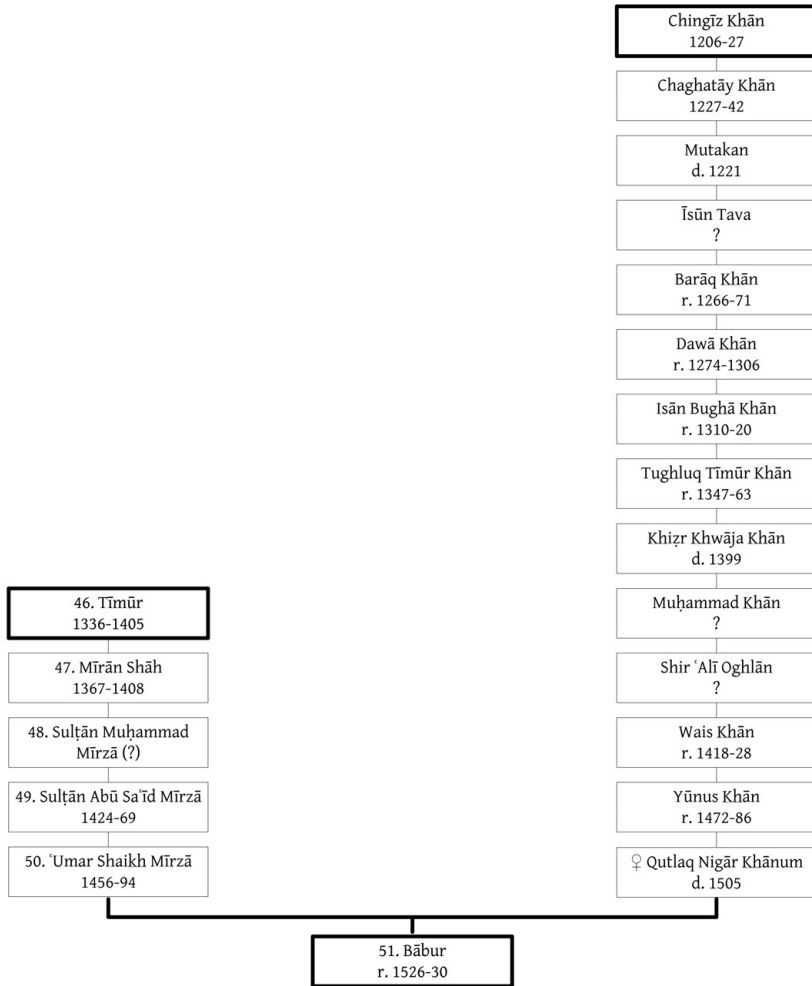 Chingīz Khān
1206-27
Chaghatāy Khān
1227-42
Mutakan
d. 1221
Īsūn Tava
?
Barāq Khān
r. 1266-71
Dawā Khān
r. 1274-1306
Isān Bughā Khān
r. 1310-20
Tughluq Tīmūr Khān
r. 1347-63
Khiẓr Khwāja Khān
d. 1399
Muḥammad Khān
?
Shir ʿAlī Oghlān
?
Wais Khān
r. 1418-28
Yūnus Khān
r. 1472-86
♀ Qutlaq Nigār Khānum
d. 1505
46. Tīmūr
1336-1405
47. Mīrān Shāh
1367-1408
48. Sulṭān Muḥammad
Mīrzā (?)
49. Sulṭān Abū Saʿīd Mīrzā
1424-69
50. ʿUmar Shaikh Mīrzā
1456-94
51. Bābur
r. 1526-30